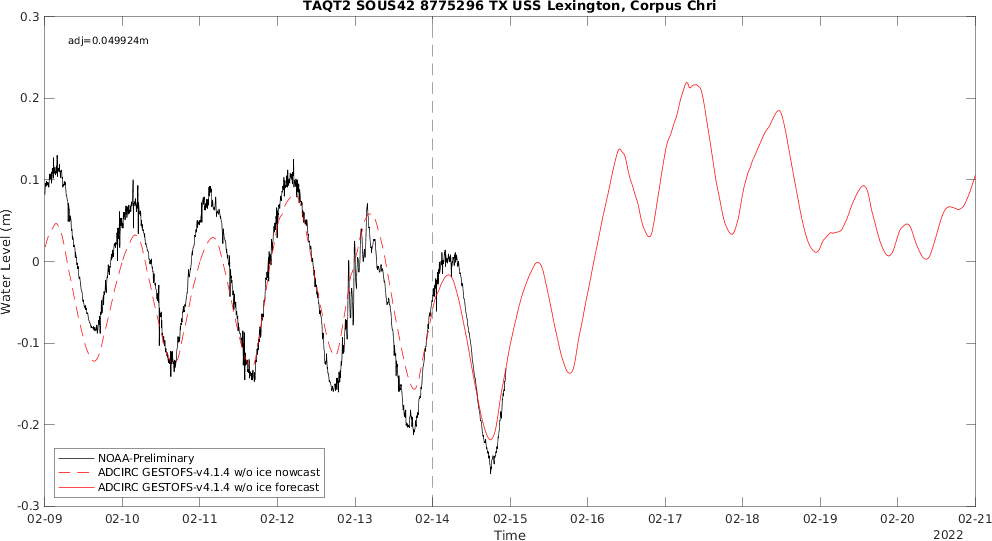 TAQT2 SOUS42 8775296 TX USS Lexington, Corpus Chri
adj=0.049924m
0.3
0.2
0.1
0
-0.1
-0.2
-0.3
Water Level (m)
NOAA-Preliminary
ADCIRC GESTOFS-v4.1.4 w/o ice nowcast
ADCIRC GESTOFS-v4.1.4 w/o ice forecast
02-09 02-10 02-11 02-12 02-13 02-14 02-15 02-16 02-17 02-18 02-19 02-20 02-21
Time
2022